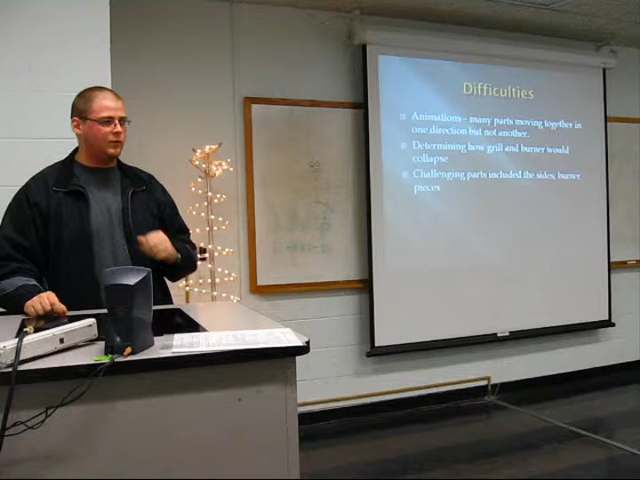 Difficulties
Animations – many parts moving together in
one direction but not another.
Determining how grill and burner would
collapse
Challenging parts included the sides, burner
pieces